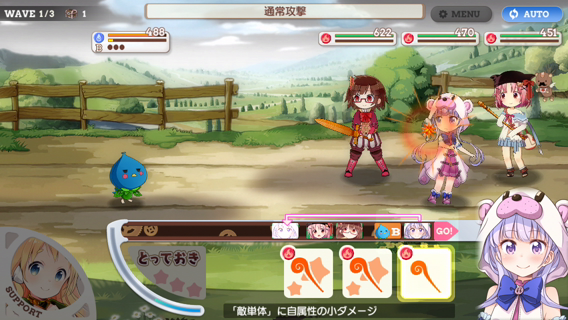 WAVE 1/3 1
通常攻撃
MENU
AUTO
488
B
622
470
451
B
GO!
SUPPORT
とっておき
「敵単体」に自属性の小ダメージ